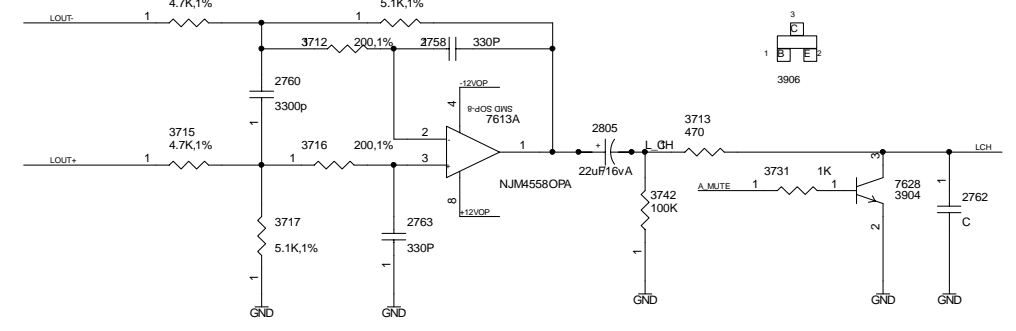 4.7K,1%
5.1K,1%
LOUT-
1
1
3712
200,1%
2758
330P
3
C
1
B
E
2
3906
2760
3300p
1
-12VOP
4
SMD SOP-8
7613A
3715
4.7K,1%
3716
200,1%
LOUT+
1
1
2
-
3
+
1
8
NJM4558OPA
+12VOP
2805
+
22uF/16vA
L_CH
3713
470
LCH
3
3731
1K
A_MUTE
1
1
7628
3904
2
3742
100K
1
1
2762
C
3717
5.1K,1%
1
2763
330P
1
GND
GND
GND
GND
GND